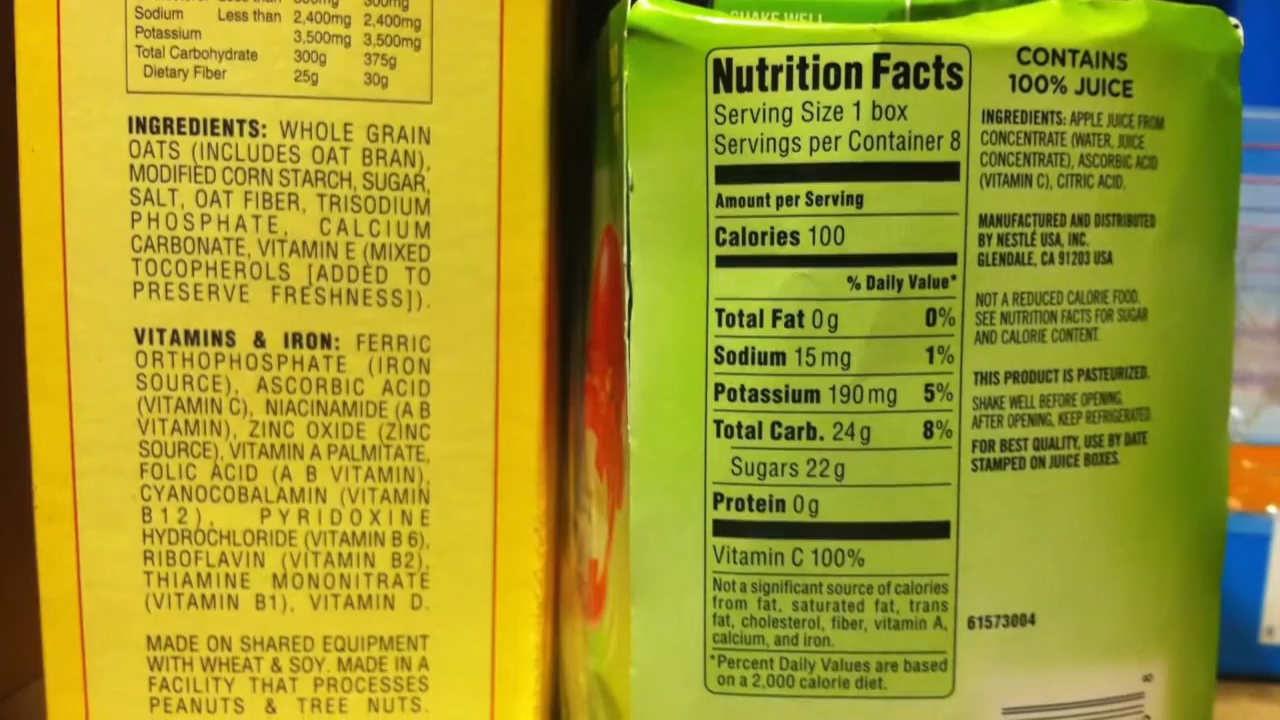 Less than
Sodium Less than 2,400mg 2,400mg
Potassium 3,500mg 3,500mg
Total Carbohydrate 300g 375g
Dietary Fiber 25g 30g
INGREDIENTS: WHOLE GRAIN
OATS (INCLUDES OAT BRAN),
MODIFIED CORN STARCH, SUGAR,
SALT, OAT FIBER, TRISODIUM
PHOSPHATE, CALCIUM
CARBONATE, VITAMIN E (MIXED
TOCOPHEROLS [ADDED TO
PRESERVE FRESHNESS]).
VITAMINS & IRON: FERRIC
ORTHOPHOSPHATE (IRON
SOURCE), ASCORBIC ACID
(VITAMIN C), NIACINAMIDE (A B
VITAMIN), ZINC OXIDE (ZINC
SOURCE), VITAMIN A PALMITATE,
FOLIC ACID (A B VITAMIN),
CYANOCOBALAMIN (VITAMIN
B12), PYRIDOXINE
HYDROCHLORIDE (VITAMIN B 6),
RIBOFLAVIN (VITAMIN B2),
THIAMINE MONONITRATE
(VITAMIN B1), VITAMIN D.
MADE ON SHARED EQUIPMENT
WITH WHEAT & SOY. MADE IN A
FACILITY THAT PROCESSES
PEANUTS & TREE NUTS.
SHAKE WELL
Nutrition Facts
Serving Size 1 box
Servings per Container 8
Amount per Serving
Calories 100
% Daily Value*
Total Fat 0g 0%
Sodium 15mg 1%
Potassium 190mg 5%
Total Carb. 24g 8%
Sugars 22g
Protein 0g
Vitamin C 100%
Not a significant source of calories
from fat, saturated fat, trans
fat, cholesterol, fiber, vitamin A,
calcium, and iron.
*Percent Daily Values are based
on a 2,000 calorie diet.
CONTAINS
100% JUICE
INGREDIENTS: APPLE JUICE FROM
CONCENTRATE (WATER, JUICE
CONCENTRATE), ASCORBIC ACID
(VITAMIN C), CITRIC ACID.
MANUFACTURED AND DISTRIBUTED
BY NESTLÉ USA, INC.
GLENDALE, CA 91203 USA
NOT A REDUCED CALORIE FOOD.
SEE NUTRITION FACTS FOR SUGAR
AND CALORIE CONTENT.
THIS PRODUCT IS PASTEURIZED.
SHAKE WELL BEFORE OPENING.
AFTER OPENING, KEEP REFRIGERATED.
FOR BEST QUALITY, USE BY DATE
STAMPED ON JUICE BOXES.
61573004